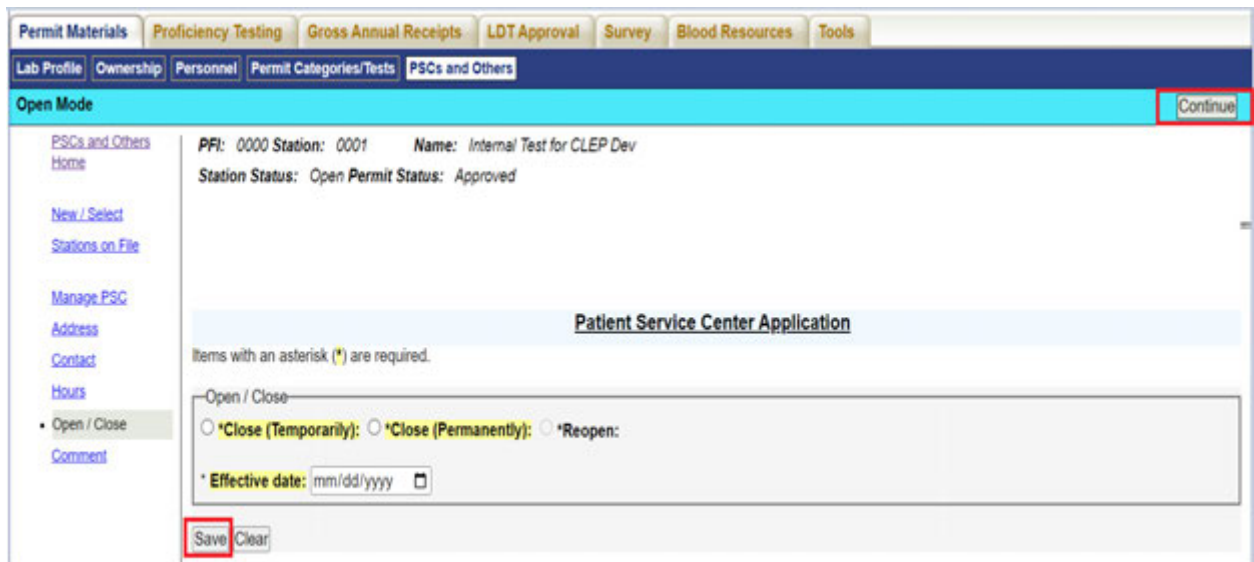 Permit Materials Proficiency Testing Gross Annual Receipts LDT Approval Survey Blood Resources Tools
Lab Profile Ownership Personnel Permit Categories/Tests PSCs and Others
Open Mode Continue
PSCs and Others
Home
New / Select
Stations on File
Manage PSC
Address
Contact
Hours
• Open / Close
Comment
PFI: 0000 Station: 0001 Name: Internal Test for CLEP Dev
Station Status: Open Permit Status: Approved
Patient Service Center Application
Items with an asterisk (*) are required.
Open / Close
*Close (Temporarily): *Close (Permanently): *Reopen:
* Effective date: mm/dd/yyyy
Save Clear